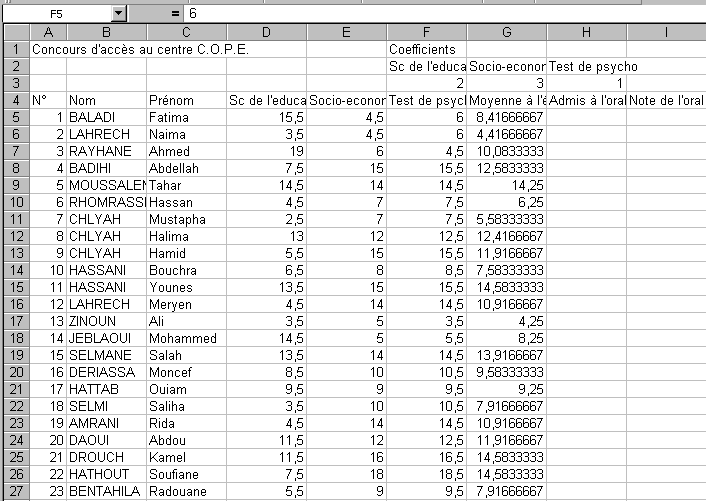 F5 = 6
A B C D E F G H I
1 Concours d'accès au centre C.O.P.E. Coefficients
2 Sc de l'educa Socio-econor Test de psycho
3 2 3 1
4 N° Nom Prénom Sc de l'educa Socio-econor Test de psycl Moyenne à l'é Admis à l'oral Note de l'oral
5 1 BALADI Fatima 15,5 4,5 6 8,41666667
6 2 LAHRECH Naima 3,5 4,5 6 4,41666667
7 3 RAYHANE Ahmed 19 6 4,5 10,0833333
8 4 BADIHI Abdellah 7,5 15 15,5 12,5833333
9 5 MOUSSALEN Tahar 14,5 14 14,5 14,25
10 6 RHOMRASSI Hassan 4,5 7 7,5 6,25
11 7 CHLYAH Mustapha 2,5 7 7,5 5,58333333
12 8 CHLYAH Halima 13 12 12,5 12,4166667
13 9 CHLYAH Hamid 5,5 15 15,5 11,9166667
14 10 HASSANI Bouchra 6,5 8 8,5 7,58333333
15 11 HASSANI Younes 13,5 15 15,5 14,5833333
16 12 LAHRECH Meryen 4,5 14 14,5 10,9166667
17 13 ZINOUN Ali 3,5 5 3,5 4,25
18 14 JEBLAOUI Mohammed 14,5 5 5,5 8,25
19 15 SELMANE Salah 13,5 14 14,5 13,9166667
20 16 DERIASSA Moncef 8,5 10 10,5 9,58333333
21 17 HATTAB Ouiam 9,5 9 9,5 9,25
22 18 SELMI Saliha 3,5 10 10,5 7,91666667
23 19 AMRANI Rida 4,5 14 14,5 10,9166667
24 20 DAOUI Abdou 11,5 12 12,5 11,9166667
25 21 DROUCH Kamel 11,5 16 16,5 14,5833333
26 22 HATHOUT Soufiane 7,5 18 18,5 14,5833333
27 23 BENTAHILA Radouane 5,5 9 9,5 7,91666667